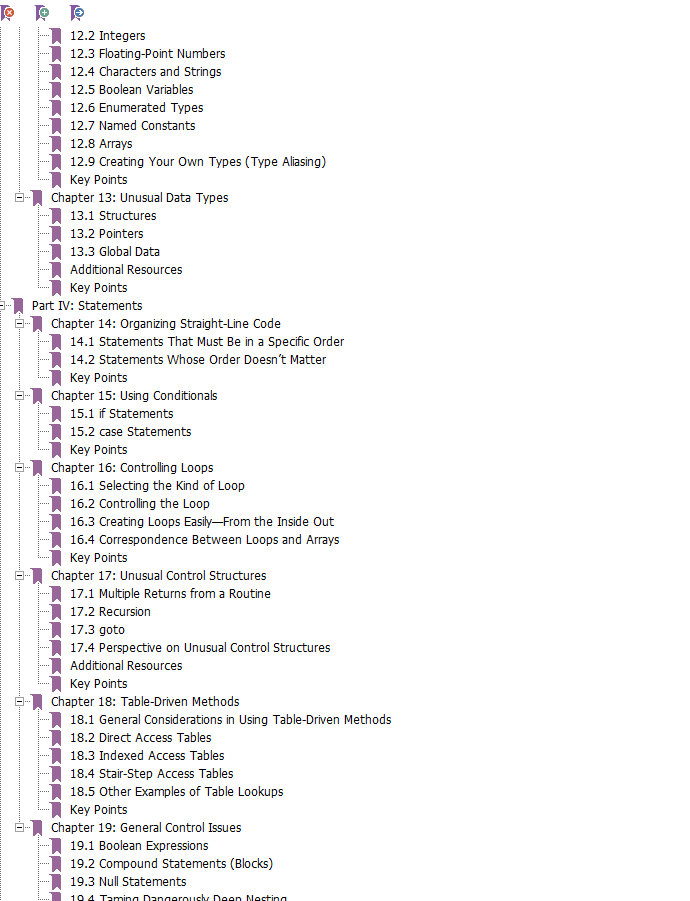 12.2 Integers
12.3 Floating-Point Numbers
12.4 Characters and Strings
12.5 Boolean Variables
12.6 Enumerated Types
12.7 Named Constants
12.8 Arrays
12.9 Creating Your Own Types (Type Aliasing)
Key Points
Chapter 13: Unusual Data Types
13.1 Structures
13.2 Pointers
13.3 Global Data
Additional Resources
Key Points
Part IV: Statements
Chapter 14: Organizing Straight-Line Code
14.1 Statements That Must Be in a Specific Order
14.2 Statements Whose Order Doesn’t Matter
Key Points
Chapter 15: Using Conditionals
15.1 if Statements
15.2 case Statements
Key Points
Chapter 16: Controlling Loops
16.1 Selecting the Kind of Loop
16.2 Controlling the Loop
16.3 Creating Loops Easily—From the Inside Out
16.4 Correspondence Between Loops and Arrays
Key Points
Chapter 17: Unusual Control Structures
17.1 Multiple Returns from a Routine
17.2 Recursion
17.3 goto
17.4 Perspective on Unusual Control Structures
Additional Resources
Key Points
Chapter 18: Table-Driven Methods
18.1 General Considerations in Using Table-Driven Methods
18.2 Direct Access Tables
18.3 Indexed Access Tables
18.4 Stair-Step Access Tables
18.5 Other Examples of Table Lookups
Key Points
Chapter 19: General Control Issues
19.1 Boolean Expressions
19.2 Compound Statements (Blocks)
19.3 Null Statements
19.4 Taming Dangerously Deep Nesting